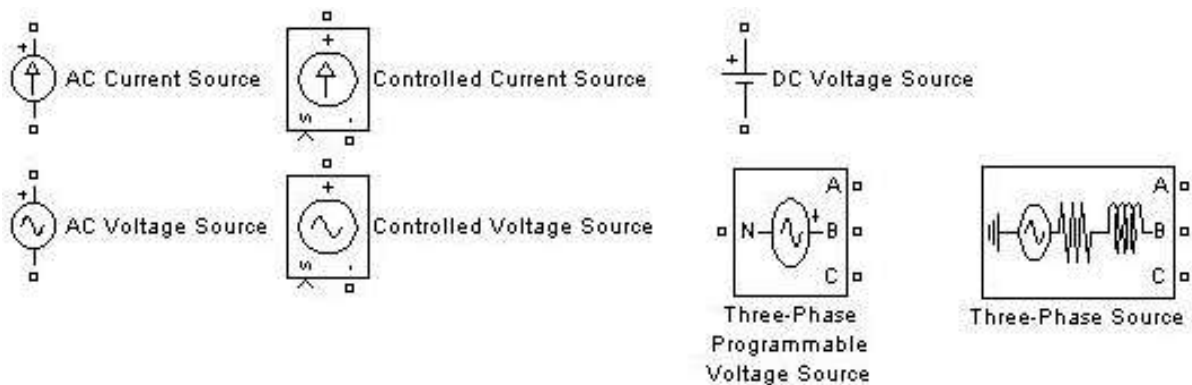 +
AC Current Source
+
s -
Controlled Current Source
+
DC Voltage Source
+
AC Voltage Source
+
s -
Controlled Voltage Source
A
N + B
C
Three-Phase
Programmable
Voltage Source
A
B
C
Three-Phase Source